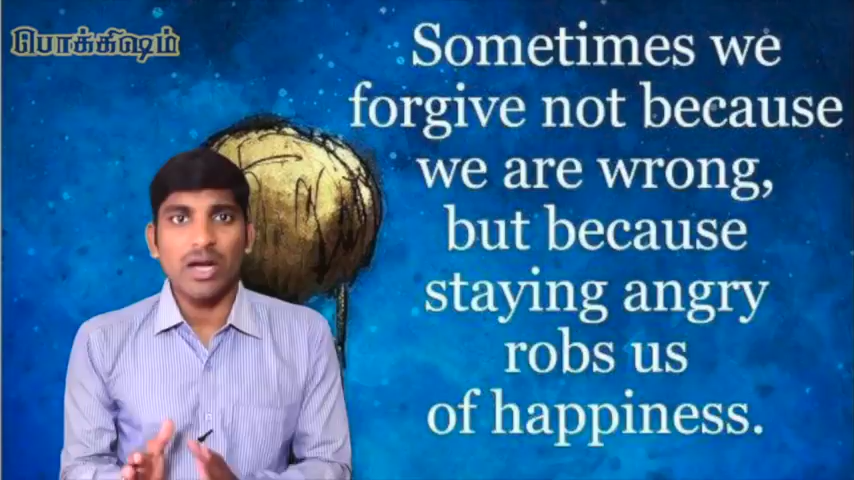 பொக்கிஷம்
Sometimes we
forgive not because
we are wrong,
but because
staying angry
robs us
of happiness.